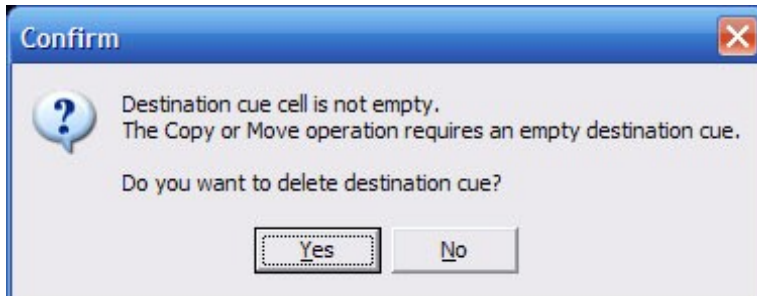 Confirm
Destination cue cell is not empty.
The Copy or Move operation requires an empty destination cue.
Do you want to delete destination cue?
Yes
No